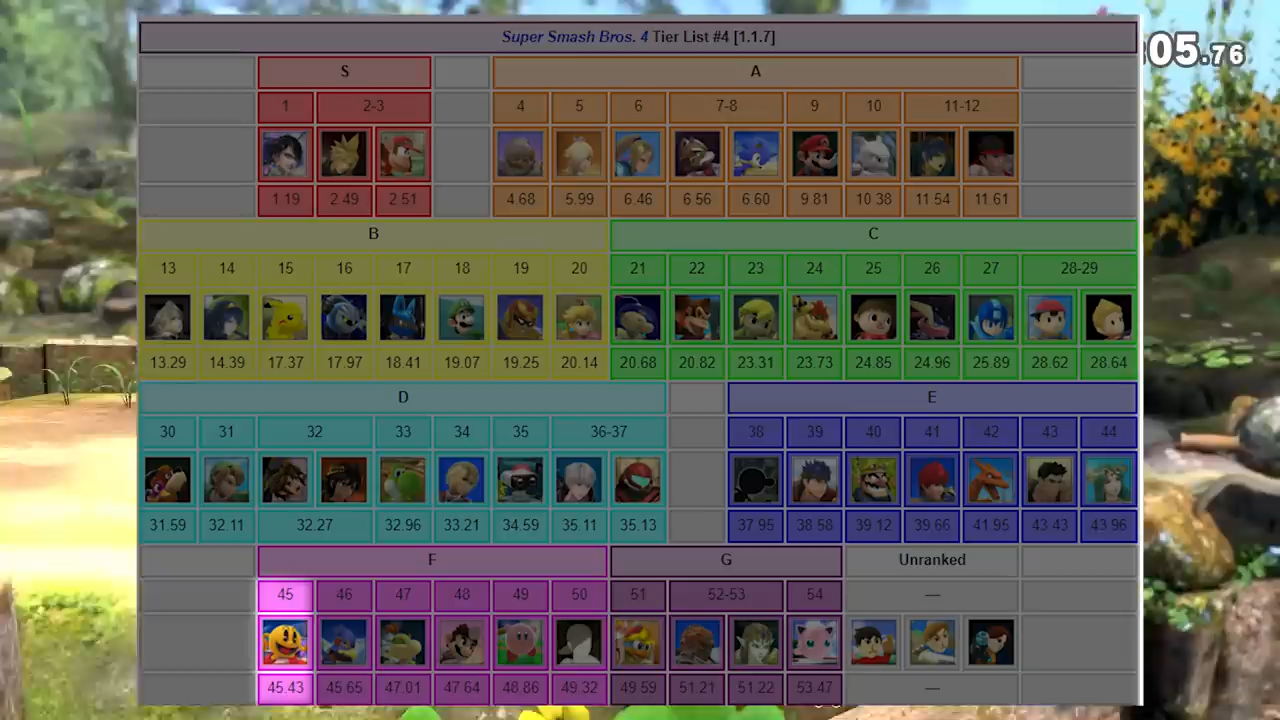 Super Smash Bros. 4 Tier List #4 [1.1.7]
:05.76
S A
1 2-3 4 5 6 7-8 9 10 11-12
1.19 2.49 2.51 4.68 5.99 6.46 6.56 6.60 9.81 10.38 11.54 11.61
B C
13 14 15 16 17 18 19 20 21 22 23 24 25 26 27 28-29
13.29 14.39 17.37 17.97 18.41 19.07 19.25 20.14 20.68 20.82 23.31 23.73 24.85 24.96 25.89 28.62 28.64
D E
30 31 32 33 34 35 36-37 38 39 40 41 42 43 44
31.59 32.11 32.27 32.96 33.21 34.59 35.11 35.13 37.95 38.58 39.12 39.66 41.95 43.43 43.96
F G Unranked
45 46 47 48 49 50 51 52-53 54 —
45.43 45.65 47.01 47.64 48.86 49.32 49.59 51.21 51.22 53.47 —